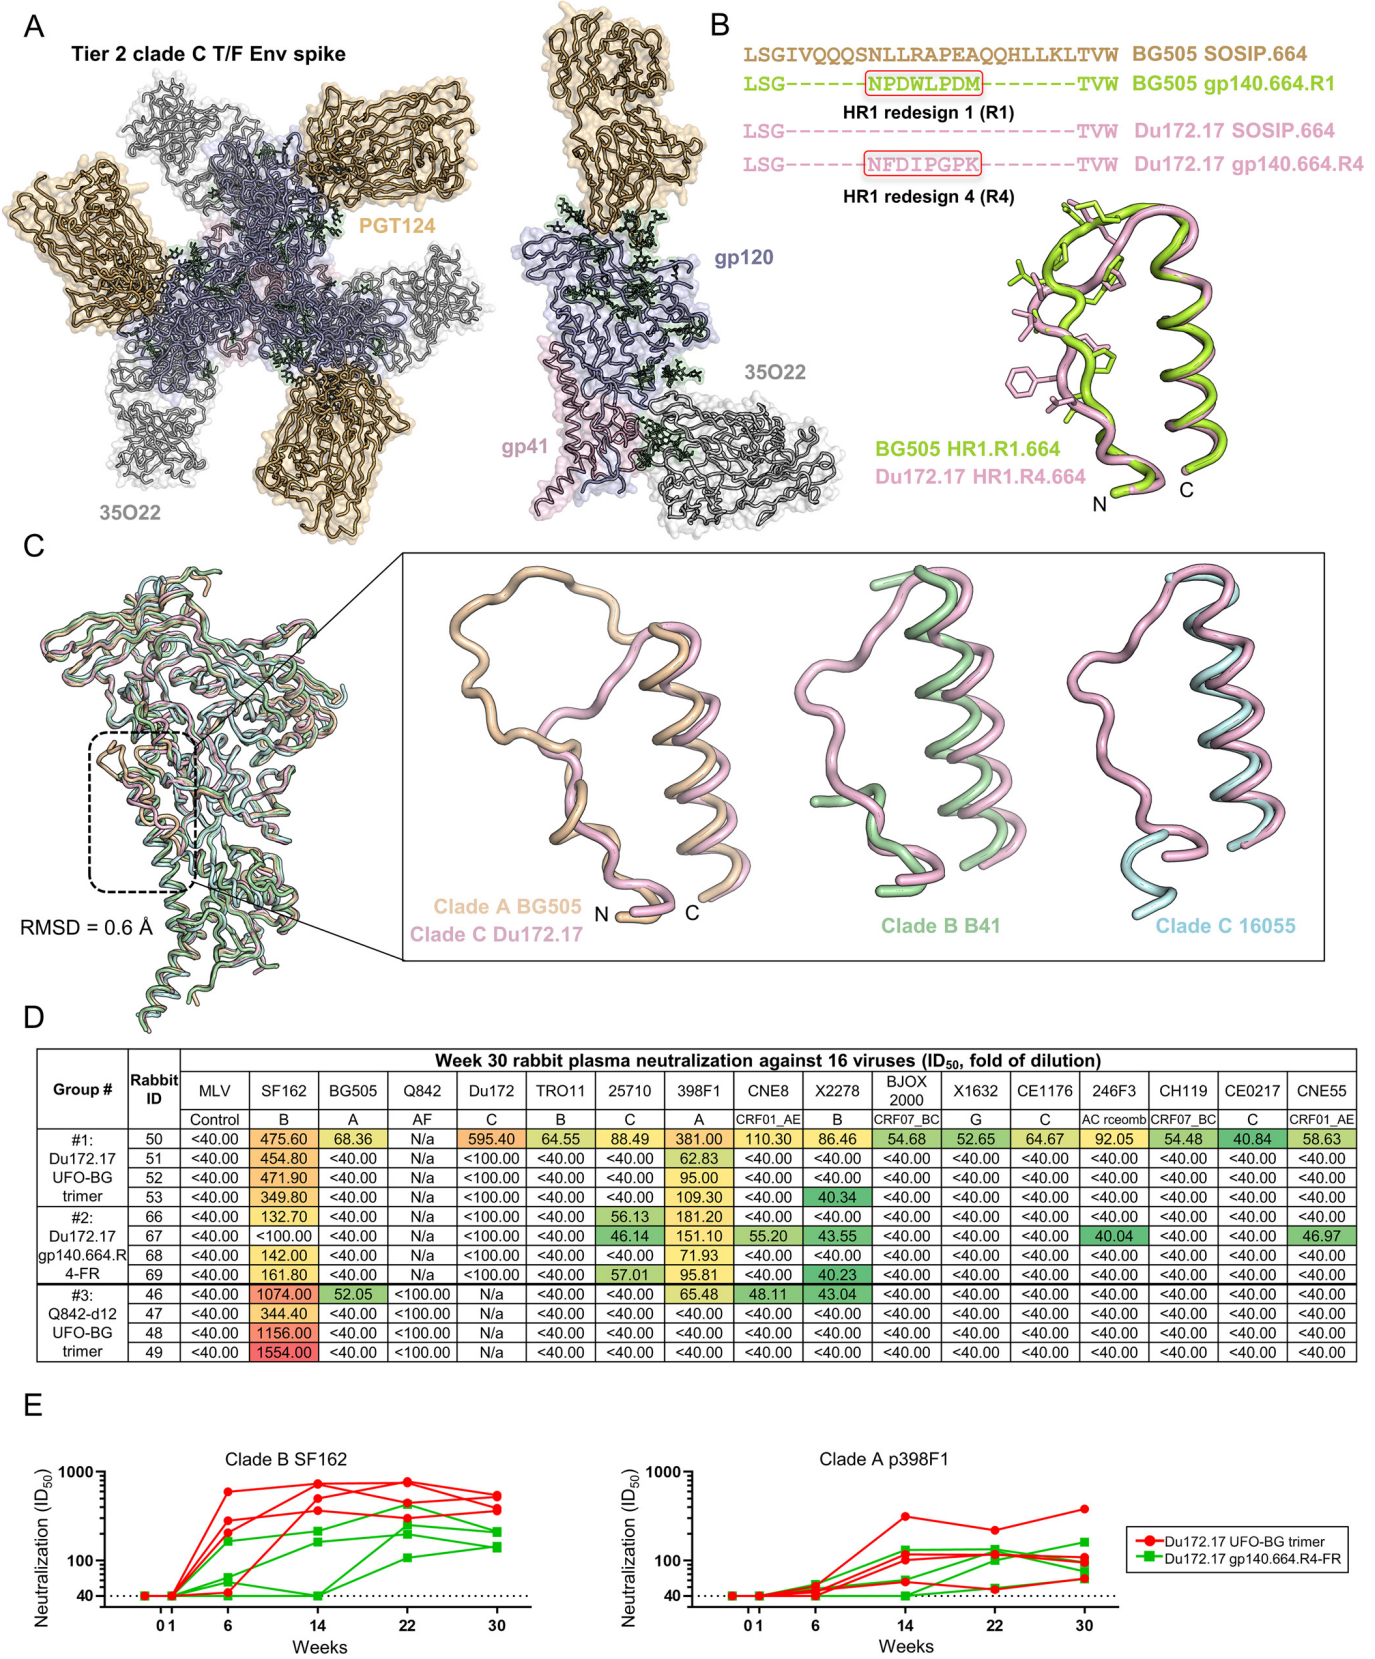 A
Tier 2 clade C T/F Env spike
PGT124
gp120
35O22
gp41
35O22
B
LSGIVQQQSNLLRAPEAQQHLLKLTVW BG505 SOSIP.664
LSG------NPDWLPDM-------TVW BG505 gp140.664.R1
HR1 redesign 1 (R1)
LSG---------------------TVW Du172.17 SOSIP.664
LSG------NFDIPGPK-------TVW Du172.17 gp140.664.R4
HR1 redesign 4 (R4)
BG505 HR1.R1.664
Du172.17 HR1.R4.664
N
C
C
RMSD = 0.6 Å
Clade A BG505
Clade C Du172.17
N
C
Clade B B41
Clade C 16055
D
Group # Rabbit ID Week 30 rabbit plasma neutralization against 16 viruses (ID50, fold of dilution)
MLV SF162 BG505 Q842 Du172 TRO11 25710 398F1 CNE8 X2278 BJOX 2000 X1632 CE1176 246F3 CH119 CE0217 CNE55
Control B A AF C B C A CRF01_AE B CRF07_BC G C AC rceomb CRF07_BC C CRF01_AE
#1: 50 <40.00 475.60 68.36 N/a 595.40 64.55 88.49 381.00 110.30 86.46 54.68 52.65 64.67 92.05 54.48 40.84 58.63
Du172.17 51 <40.00 454.80 <40.00 N/a <100.00 <40.00 <40.00 62.83 <40.00 <40.00 <40.00 <40.00 <40.00 <40.00 <40.00 <40.00 <40.00
UFO-BG 52 <40.00 471.90 <40.00 N/a <100.00 <40.00 <40.00 95.00 <40.00 <40.00 <40.00 <40.00 <40.00 <40.00 <40.00 <40.00 <40.00
trimer 53 <40.00 349.80 <40.00 N/a <100.00 <40.00 <40.00 109.30 <40.00 40.34 <40.00 <40.00 <40.00 <40.00 <40.00 <40.00 <40.00
#2: 66 <40.00 132.70 <40.00 N/a <100.00 <40.00 56.13 181.20 <40.00 <40.00 <40.00 <40.00 <40.00 <40.00 <40.00 <40.00 <40.00
Du172.17 67 <40.00 <100.00 <40.00 N/a <100.00 <40.00 46.14 151.10 55.20 43.55 <40.00 <40.00 <40.00 40.04 <40.00 <40.00 46.97
gp140.664.R 68 <40.00 142.00 <40.00 N/a <100.00 <40.00 <40.00 71.93 <40.00 <40.00 <40.00 <40.00 <40.00 <40.00 <40.00 <40.00 <40.00
4-FR 69 <40.00 161.80 <40.00 N/a <100.00 <40.00 57.01 95.81 <40.00 40.23 <40.00 <40.00 <40.00 <40.00 <40.00 <40.00 <40.00
#3: 46 <40.00 1074.00 52.05 <100.00 N/a <40.00 <40.00 65.48 48.11 43.04 <40.00 <40.00 <40.00 <40.00 <40.00 <40.00 <40.00
Q842-d12 47 <40.00 344.40 <40.00 <100.00 N/a <40.00 <40.00 <40.00 <40.00 <40.00 <40.00 <40.00 <40.00 <40.00 <40.00 <40.00 <40.00
UFO-BG 48 <40.00 1156.00 <40.00 <100.00 N/a <40.00 <40.00 <40.00 <40.00 <40.00 <40.00 <40.00 <40.00 <40.00 <40.00 <40.00 <40.00
trimer 49 <40.00 1554.00 <40.00 <100.00 N/a <40.00 <40.00 <40.00 <40.00 <40.00 <40.00 <40.00 <40.00 <40.00 <40.00 <40.00 <40.00
E
Clade B SF162
Neutralization (ID50)
1000
100
40
0 1 6 14 22 30
Weeks
Clade A p398F1
Neutralization (ID50)
1000
100
40
0 1 6 14 22 30
Weeks
Du172.17 UFO-BG trimer
Du172.17 gp140.664.R4-FR